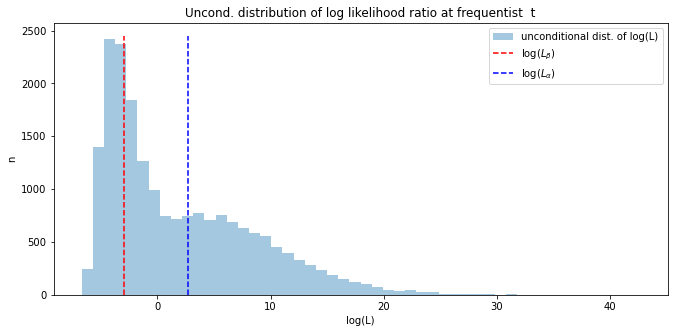 Uncond. distribution of log likelihood ratio at frequentist  t
unconditional dist. of log(L)
log(L_β)
log(L_α)
2500
2000
1500
1000
500
0
n
0 10 20 30 40
log(L)